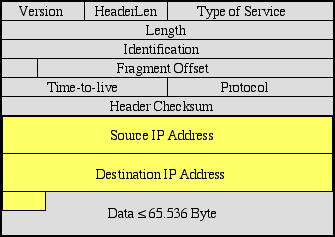 Version HeaderLen Type of Service
Length
Identification
Fragment Offset
Time-to-live Protocol
Header Checksum
Source IP Address
Destination IP Address
Data ≤ 65.536 Byte